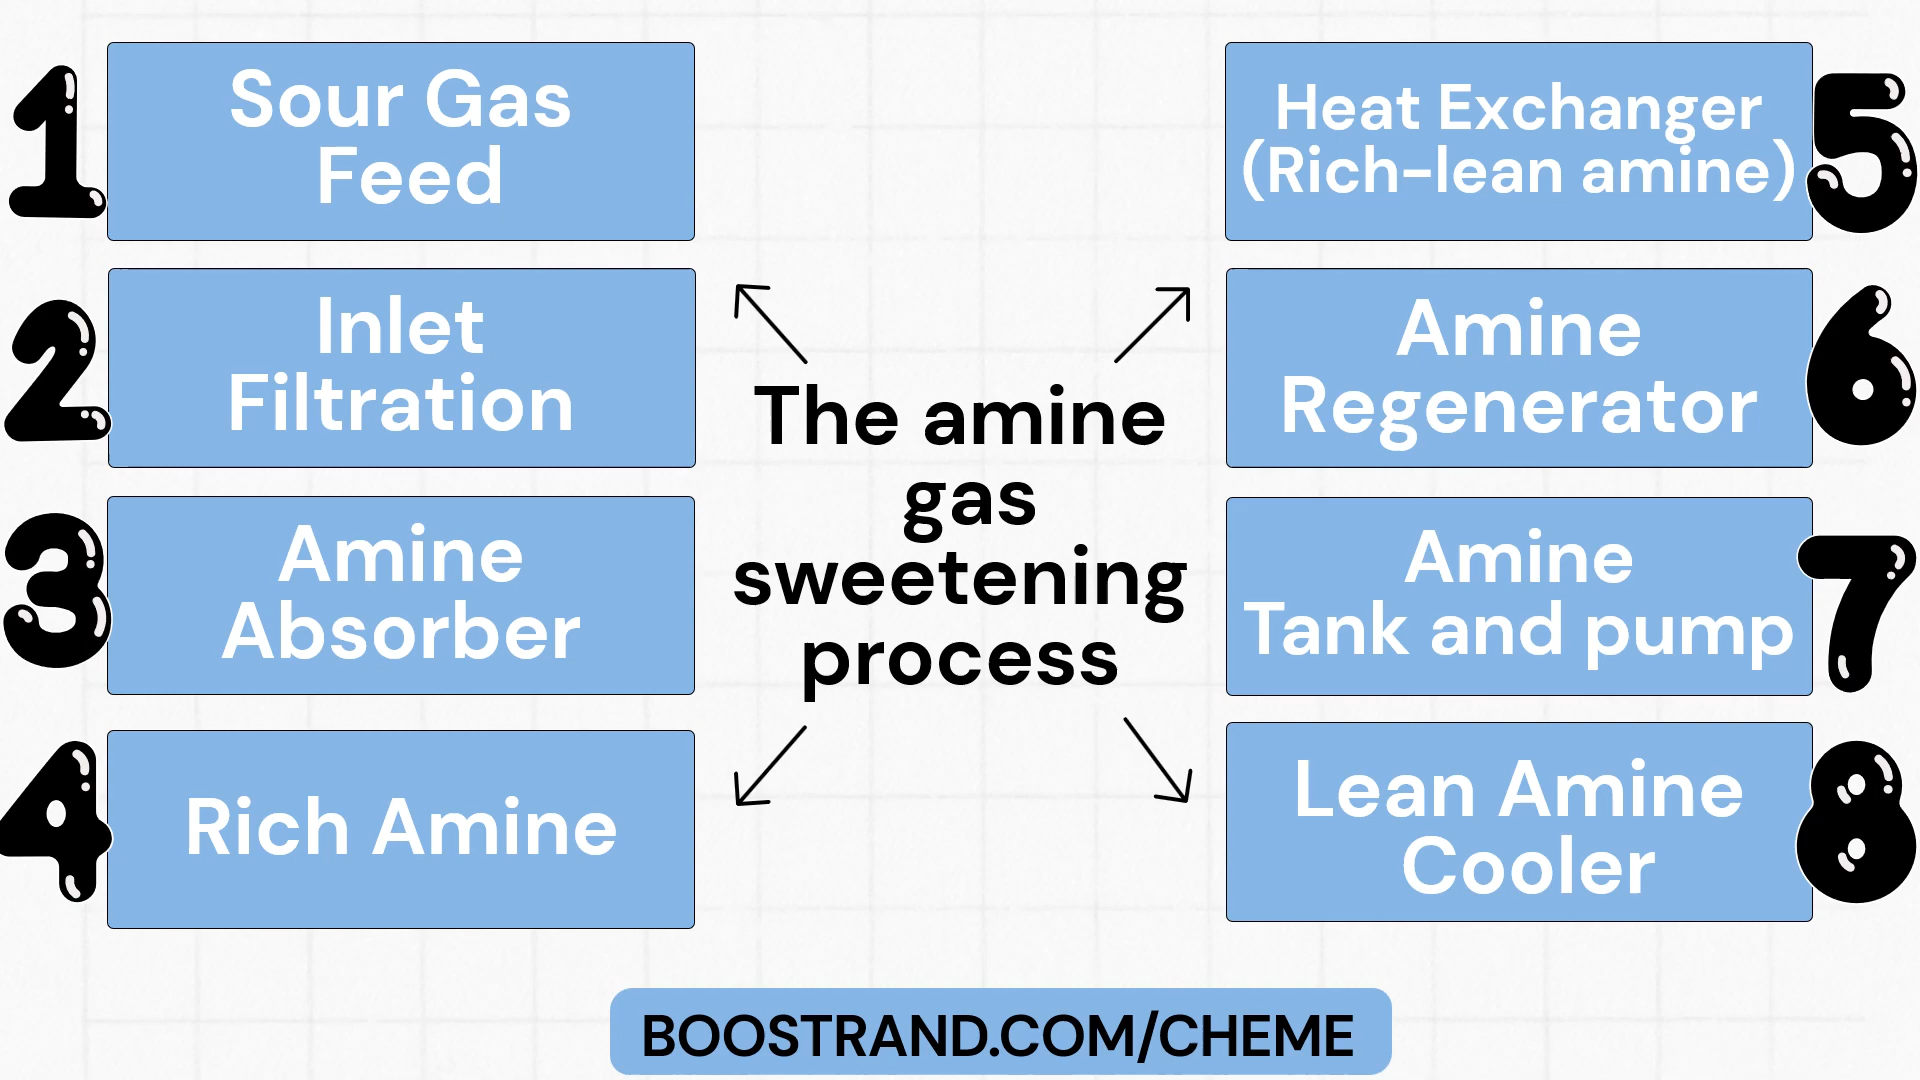 1
Sour Gas
Feed
2
Inlet
Filtration
3
Amine
Absorber
4
Rich Amine
The amine
gas
sweetening
process
Heat Exchanger
(Rich-lean amine)
5
Amine
Regenerator
6
Amine
Tank and pump
7
Lean Amine
Cooler
8
BOOSTRAND.COM/CHEME